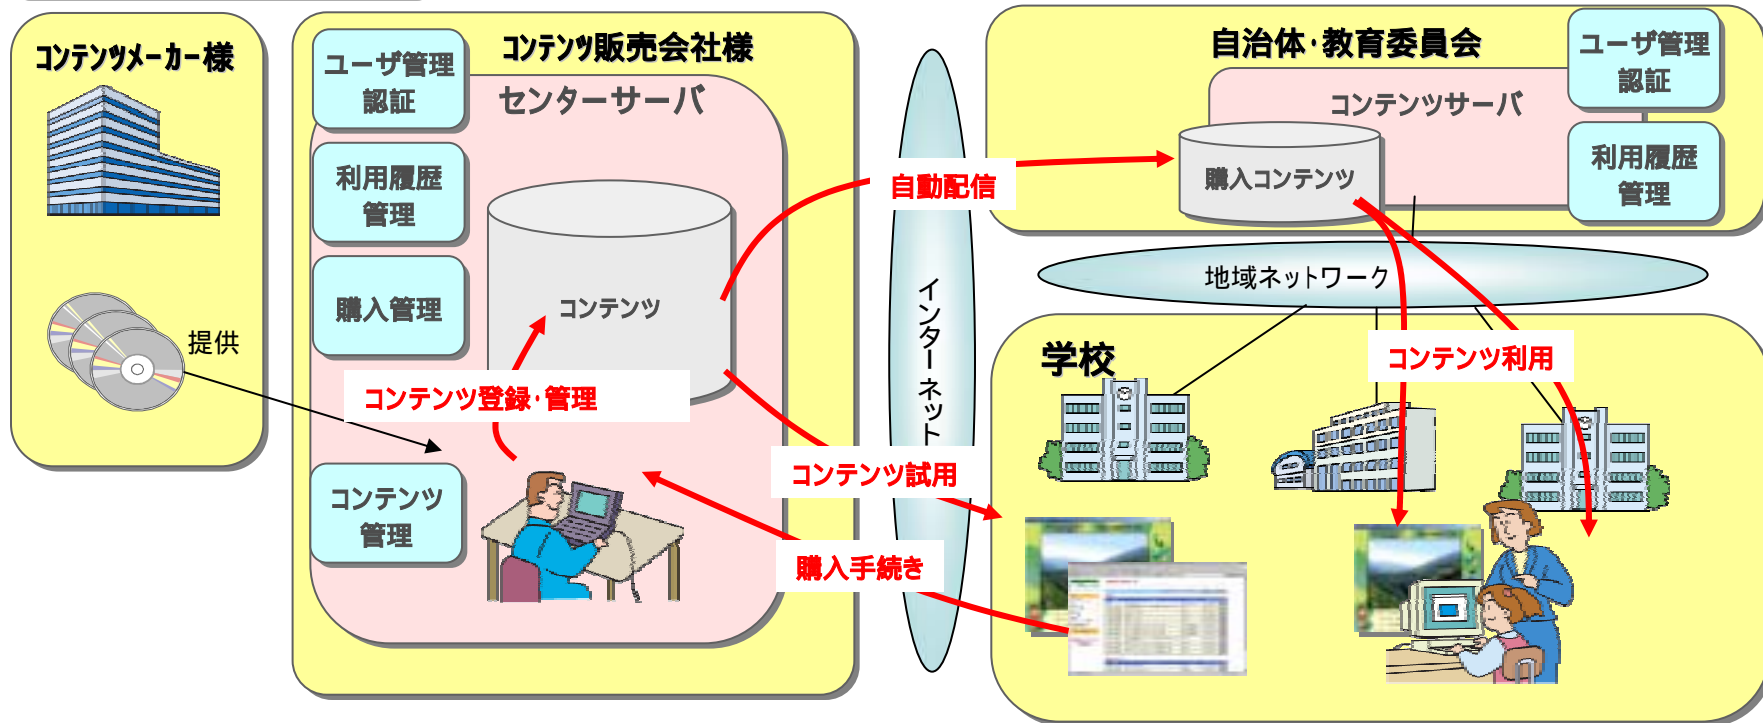 コンテンツメーカー様
提供
コンテンツ販売会社様
センターサーバ
ユーザ管理
認証
利用履歴
管理
購入管理
コンテンツ
管理
コンテンツ
コンテンツ登録・管理
インターネット
自動配信
コンテンツ試用
購入手続き
自治体・教育委員会
コンテンツサーバ
購入コンテンツ
ユーザ管理
認証
利用履歴
管理
地域ネットワーク
学校
コンテンツ利用